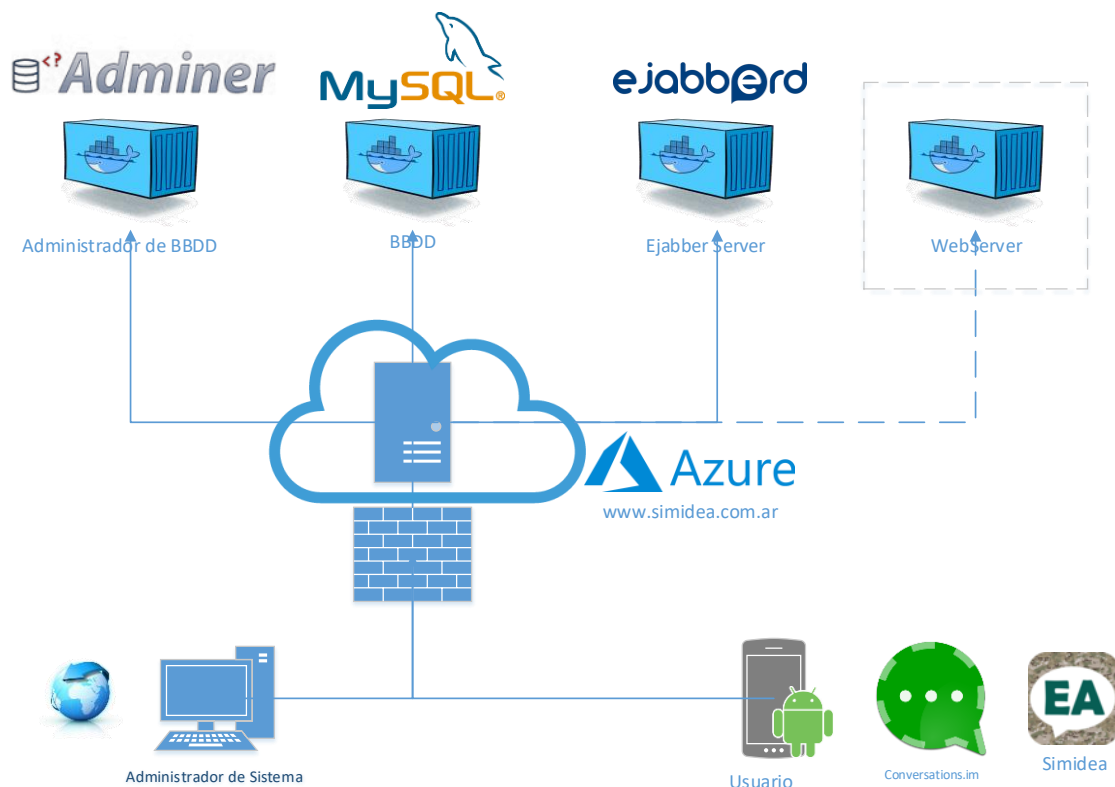 <? Adminer
MySQL®
ejabberd
Administrador de BBDD
BBDD
Ejabber Server
WebServer
Azure
www.simidea.com.ar
EA
Administrador de Sistema
Usuario
Conversations.im
Simidea